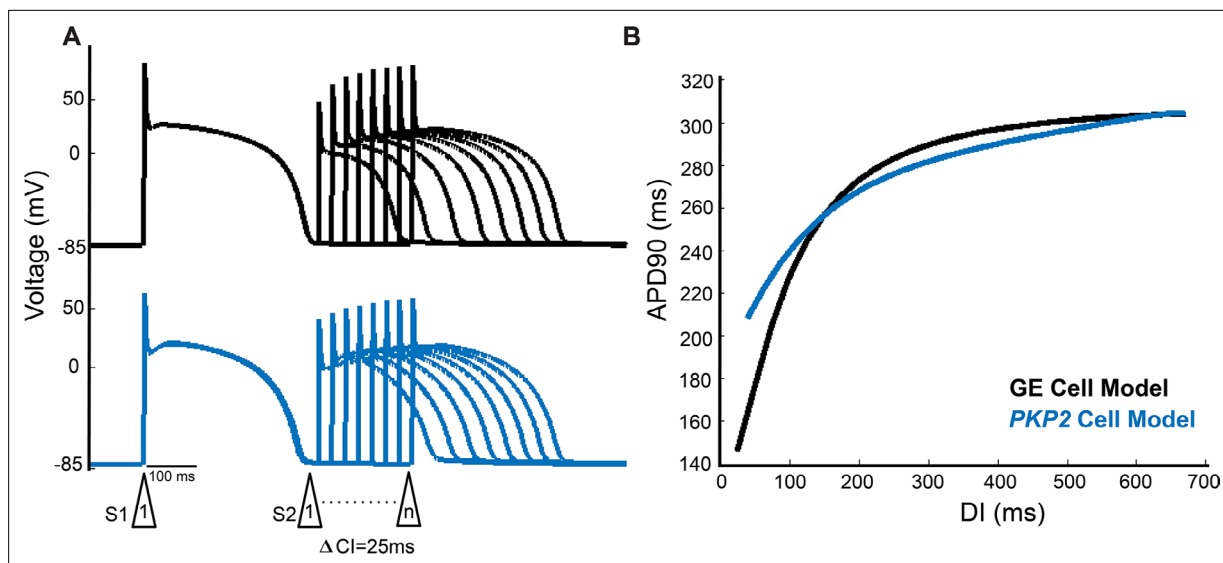 A
Voltage (mV)
50
0
-85
50
0
-85
100 ms
S1 1
S2 1 n
Δ CI=25ms
B
APD90 (ms)
320
300
280
260
240
220
200
180
160
140
0 100 200 300 400 500 600 700
DI (ms)
GE Cell Model
PKP2 Cell Model